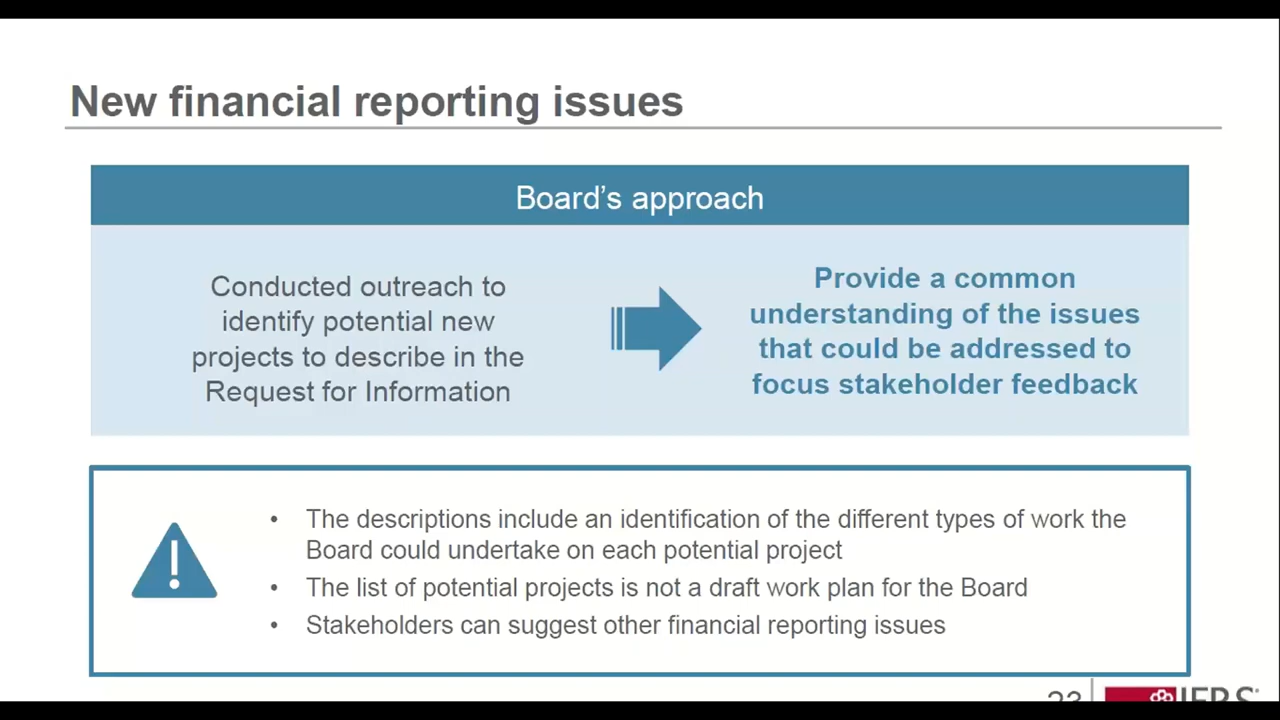 New financial reporting issues
Board’s approach
Conducted outreach to
identify potential new
projects to describe in the
Request for Information
Provide a common
understanding of the issues
that could be addressed to
focus stakeholder feedback
• The descriptions include an identification of the different types of work the
Board could undertake on each potential project
• The list of potential projects is not a draft work plan for the Board
• Stakeholders can suggest other financial reporting issues
IFRS